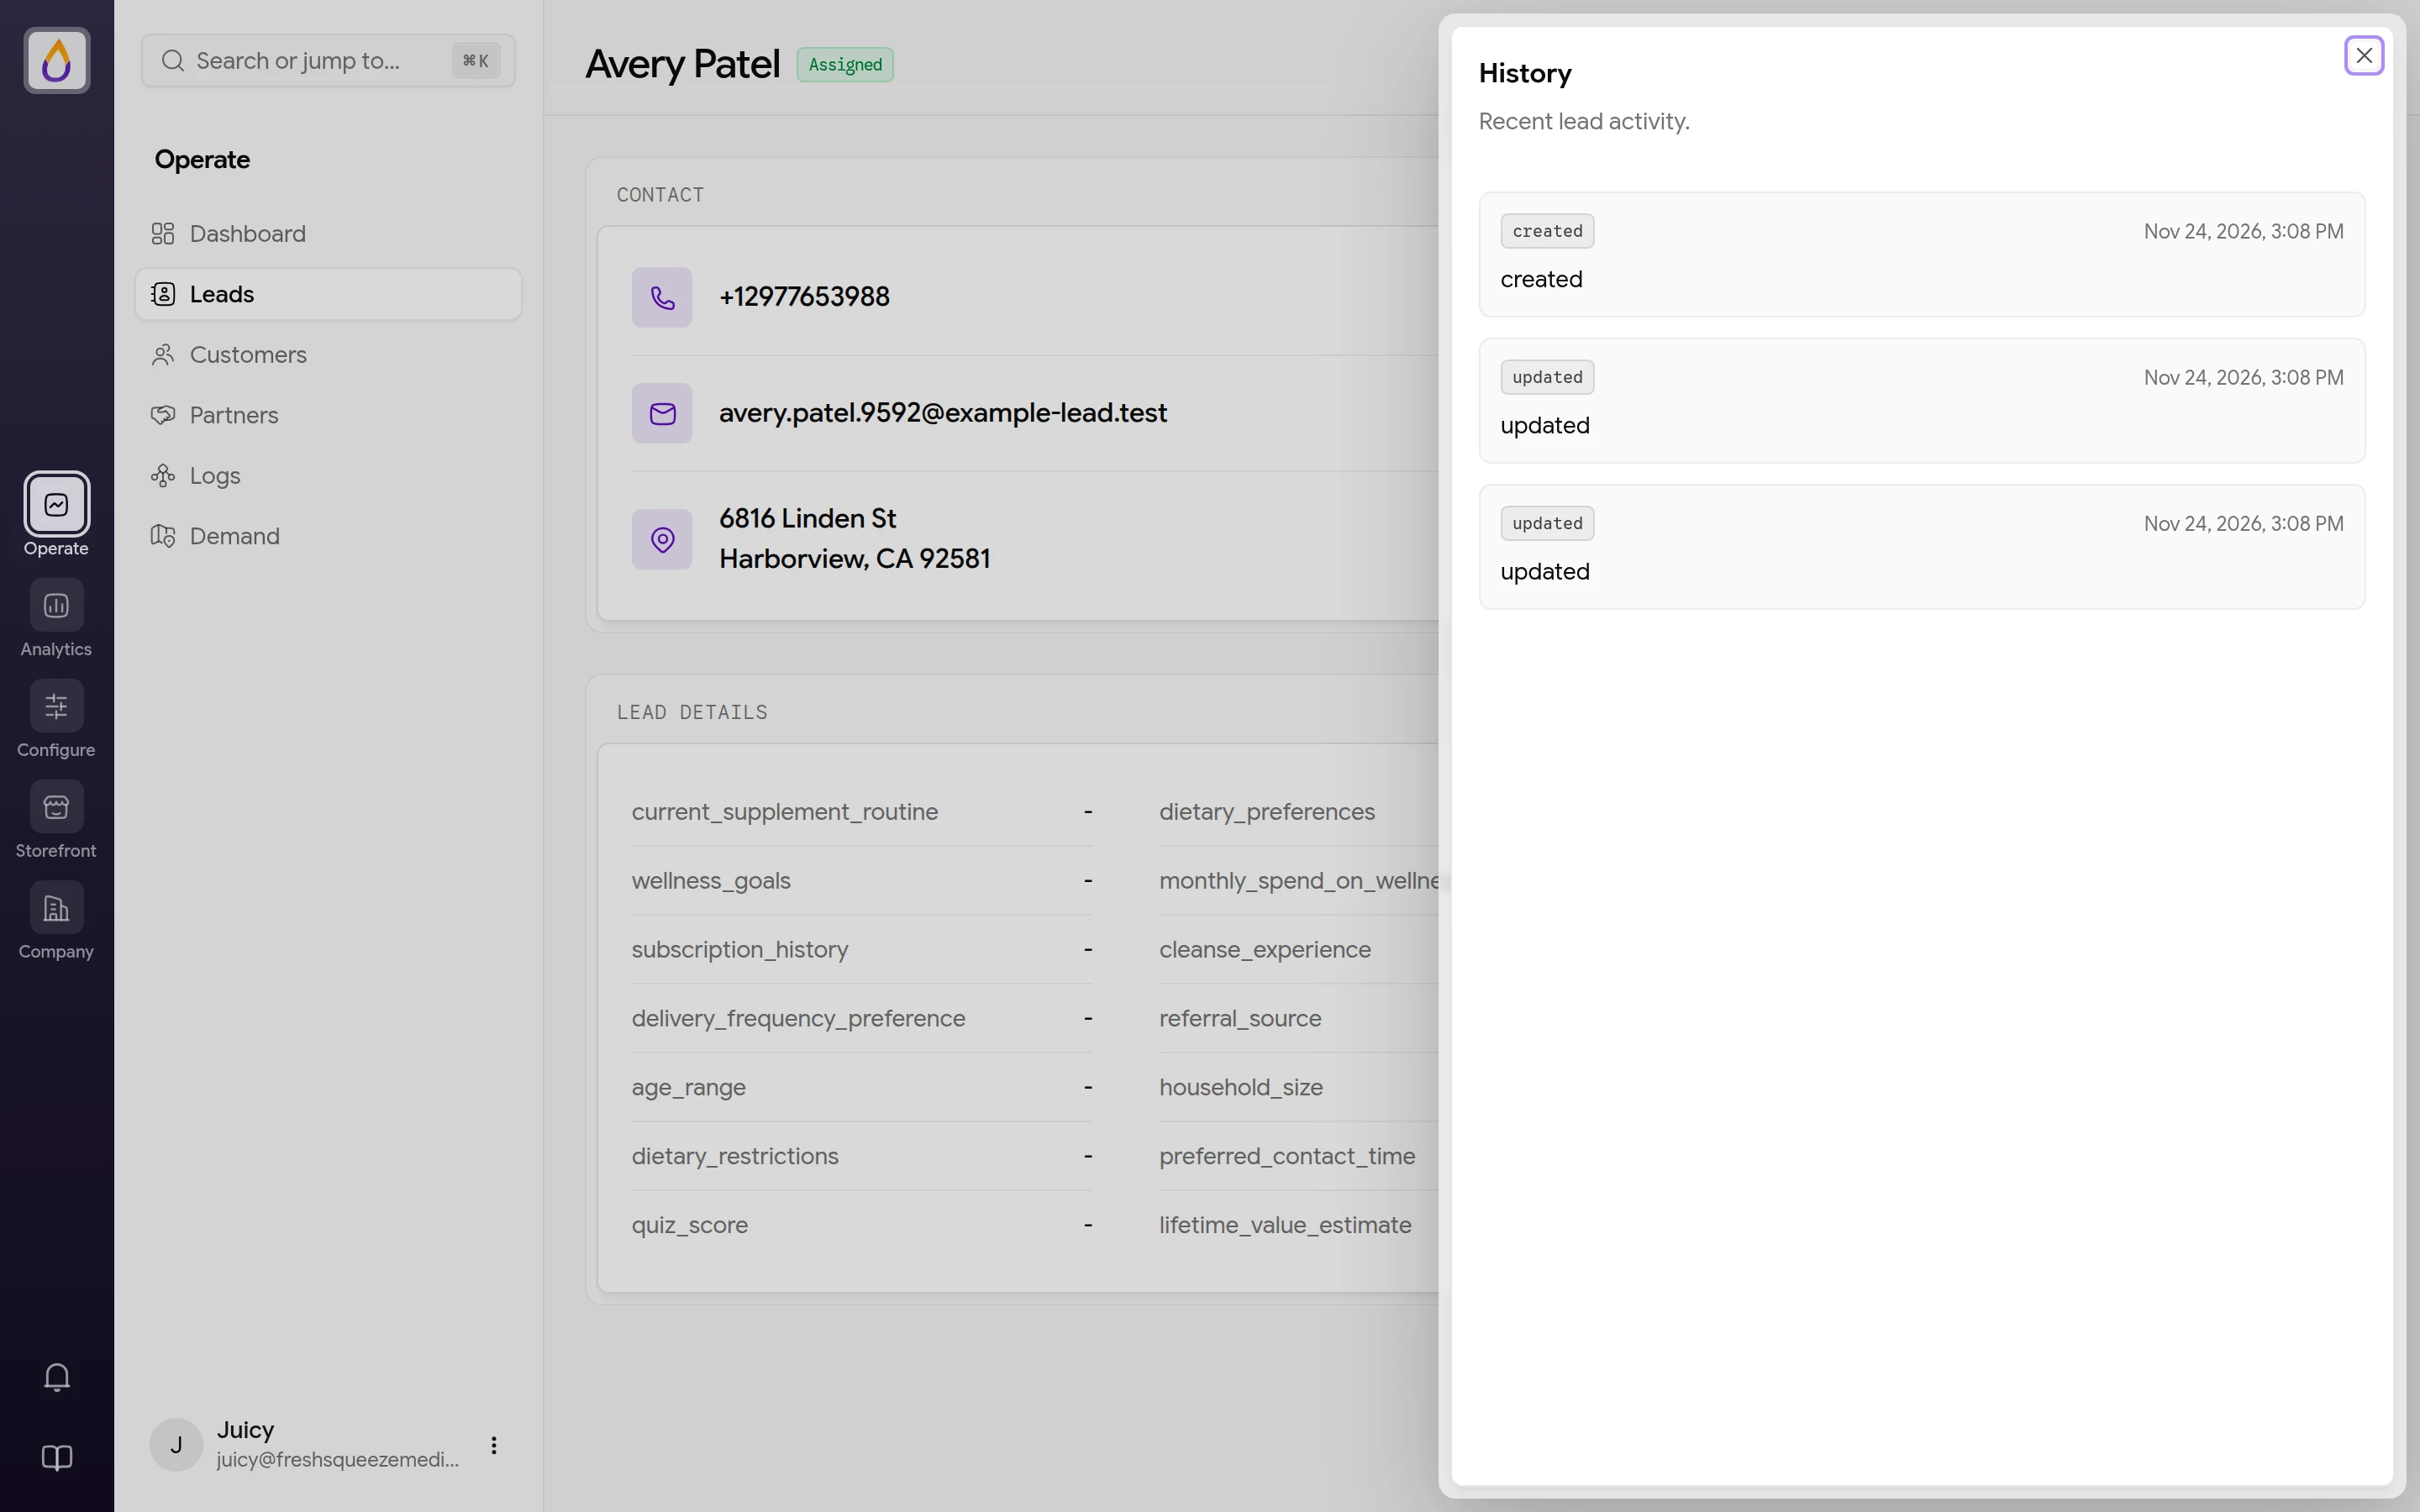 Search or jump to...
⌘K
Operate
Dashboard
Leads
Customers
Partners
Logs
Demand
Operate
Analytics
Configure
Storefront
Company
J
Juicy
juicy@freshsqueezemedi...
Avery Patel
Assigned
CONTACT
+12977653988
avery.patel.9592@example-lead.test
6816 Linden St
Harborview, CA 92581
LEAD DETAILS
current_supplement_routine -
dietary_preferences
wellness_goals -
monthly_spend_on_wellne
subscription_history -
cleanse_experience
delivery_frequency_preference -
referral_source
age_range -
household_size
dietary_restrictions -
preferred_contact_time
quiz_score -
lifetime_value_estimate
History
Recent lead activity.
created Nov 24, 2026, 3:08 PM
created
updated Nov 24, 2026, 3:08 PM
updated
updated Nov 24, 2026, 3:08 PM
updated